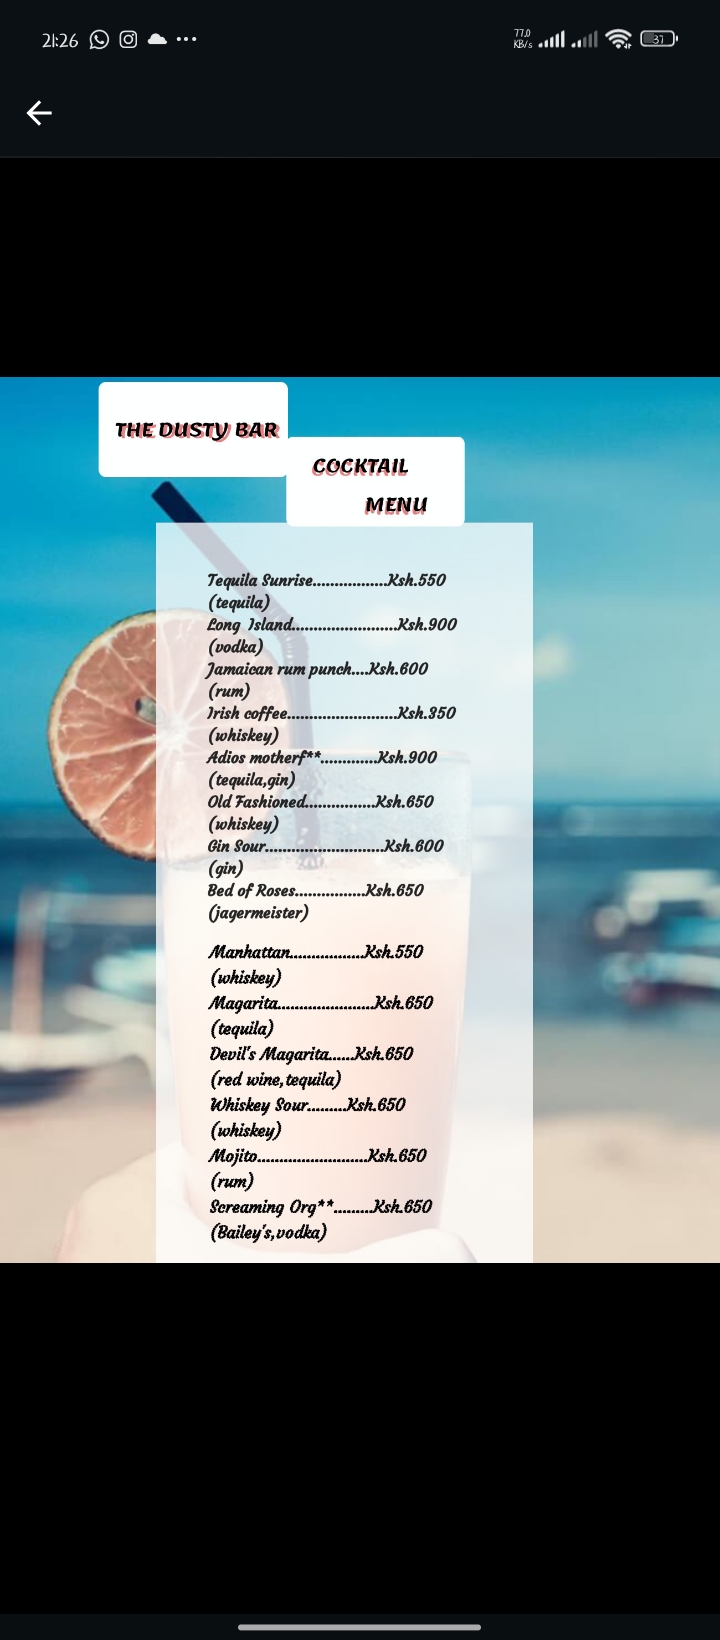 21:26
77.0
KB/s
37
THE DUSTY BAR
COCKTAIL
MENU
Tequila Sunrise.................Ksh.550
(tequila)
Long Island........................Ksh.900
(vodka)
Jamaican rum punch....Ksh.600
(rum)
Irish coffee.........................Ksh.350
(whiskey)
Adios motherf**.............Ksh.900
(tequila,gin)
Old Fashioned................Ksh.650
(whiskey)
Gin Sour...........................Ksh.600
(gin)
Bed of Roses................Ksh.650
(jagermeister)
Manhattan.................Ksh.550
(whiskey)
Magarita......................Ksh.650
(tequila)
Devil's Magarita......Ksh.650
(red wine,tequila)
Whiskey Sour.........Ksh.650
(whiskey)
Mojito.........................Ksh.650
(rum)
Screaming Org**.........Ksh.650
(Bailey's,vodka)